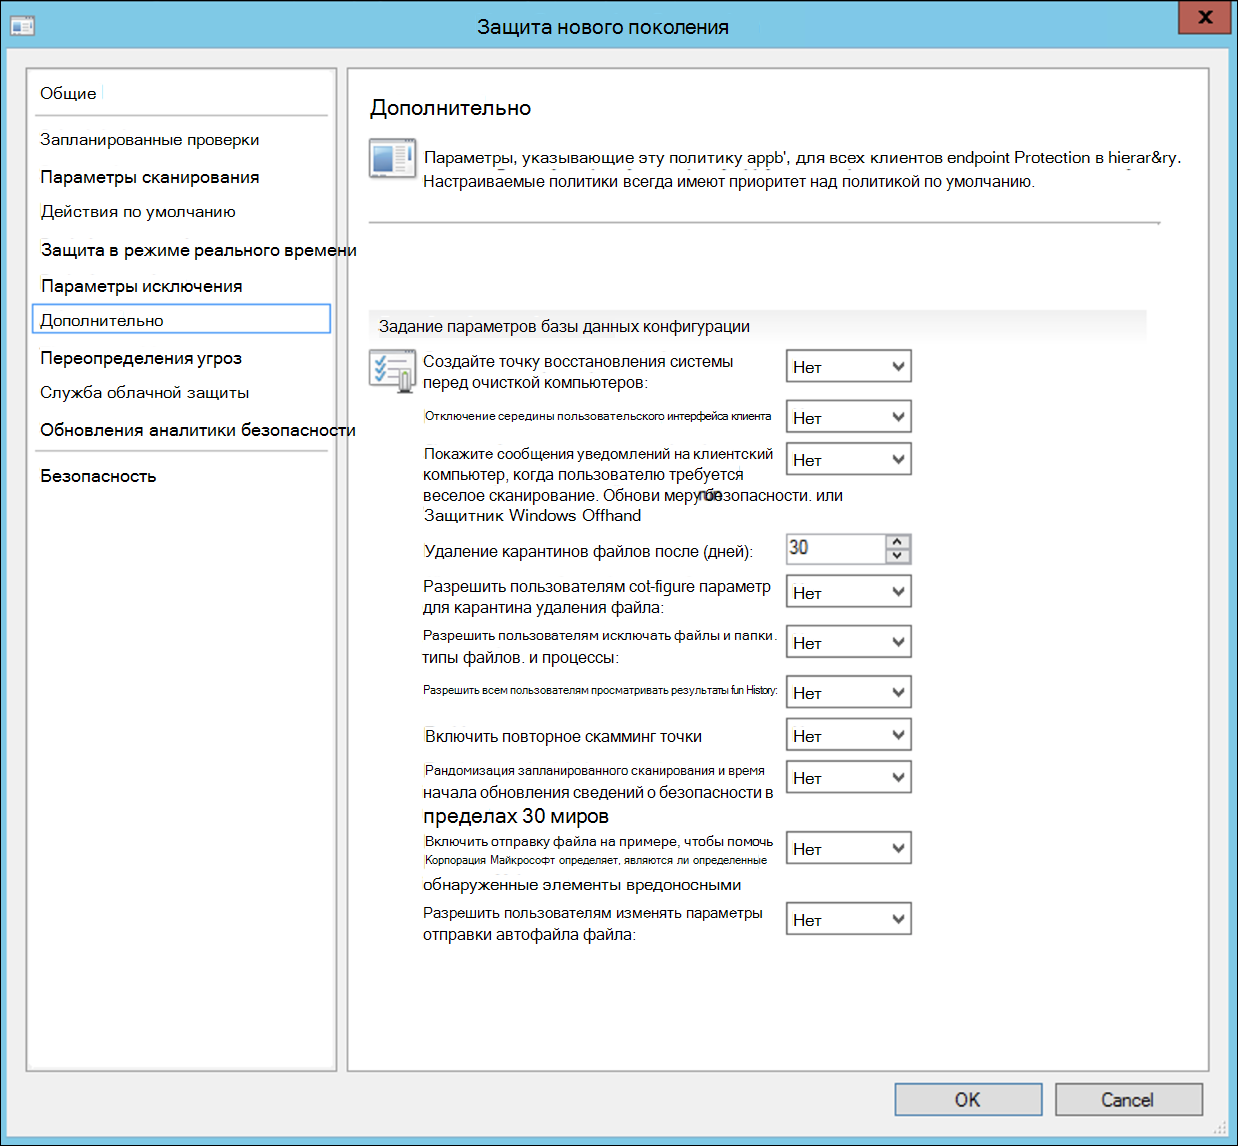 Защита нового поколения
x
Общие
Запланированные проверки
Параметры сканирования
Действия по умолчанию
Защита в режиме реального времени
Параметры исключения
Дополнительно
Переопределения угроз
Служба облачной защиты
Обновления аналитики безопасности
Безопасность
Дополнительно
Параметры, указывающие эту политику appb', для всех клиентов endpoint Protection в hierar&ry.
Настраиваемые политики всегда имеют приоритет над политикой по умолчанию.
Задание параметров базы данных конфигурации
Создайте точку восстановления системы
перед очисткой компьютеров:
Нет
Отключение середины пользовательского интерфейса клиента
Нет
Покажите сообщения уведомлений на клиентский
компьютер, когда пользователю требуется
веселое сканирование. Обнови меру безопасности. или
Защитник Windows Offhand
Нет
Удаление карантинов файлов после (дней):
30
Разрешить пользователям cot-figure параметр
для карантина удаления файла:
Нет
Разрешить пользователям исключать файлы и папки.
типы файлов. и процессы:
Нет
Разрешить всем пользователям просматривать результаты fun History:
Нет
Включить повторное скамминг точки
Нет
Рандомизация запланированного сканирования и время
начала обновления сведений о безопасности в
пределах 30 миров
Нет
Включить отправку файла на примере, чтобы помочь
Корпорация Майкрософт определяет, являются ли определенные
обнаруженные элементы вредоносными
Нет
Разрешить пользователям изменять параметры
отправки автофайла файла:
Нет
OK
Cancel